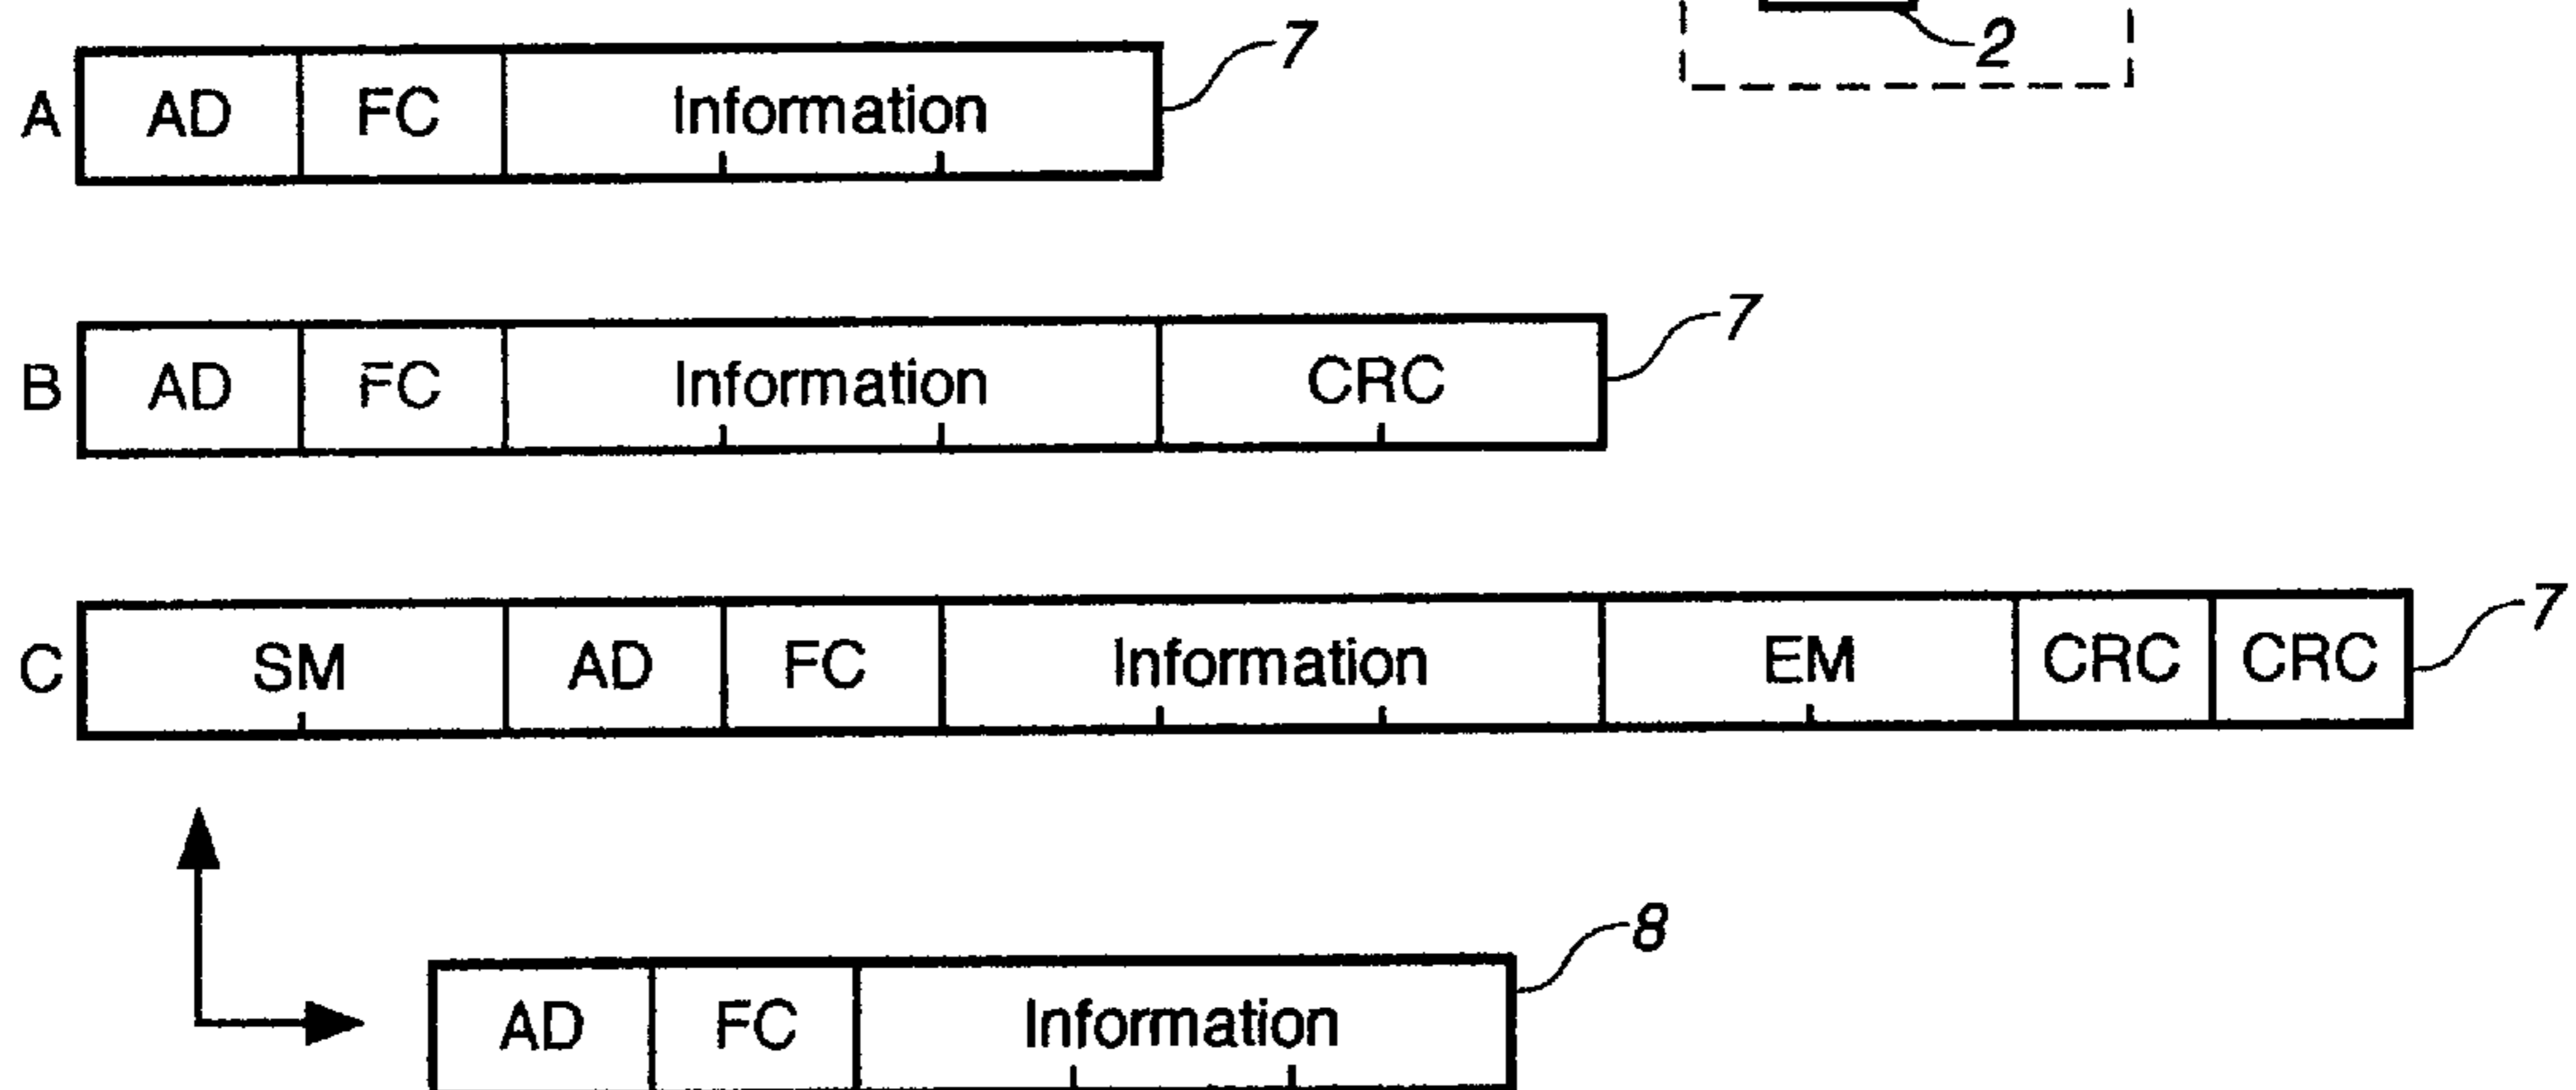 2
7
A AD FC Information
7
B AD FC Information CRC
7
C SM AD FC Information EM CRC CRC
8
AD FC Information